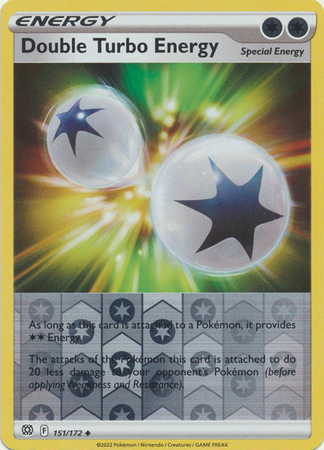 ENERGY
Double Turbo Energy
Special Energy
As long as this card is attached to a Pokémon, it provides
Energy.
The attacks of the Pokémon this card is attached to do
20 less damage to your opponent's Pokémon (before
applying Weakness and Resistance).
F 151/172
©2022 Pokémon / Nintendo / Creatures / GAME FREAK